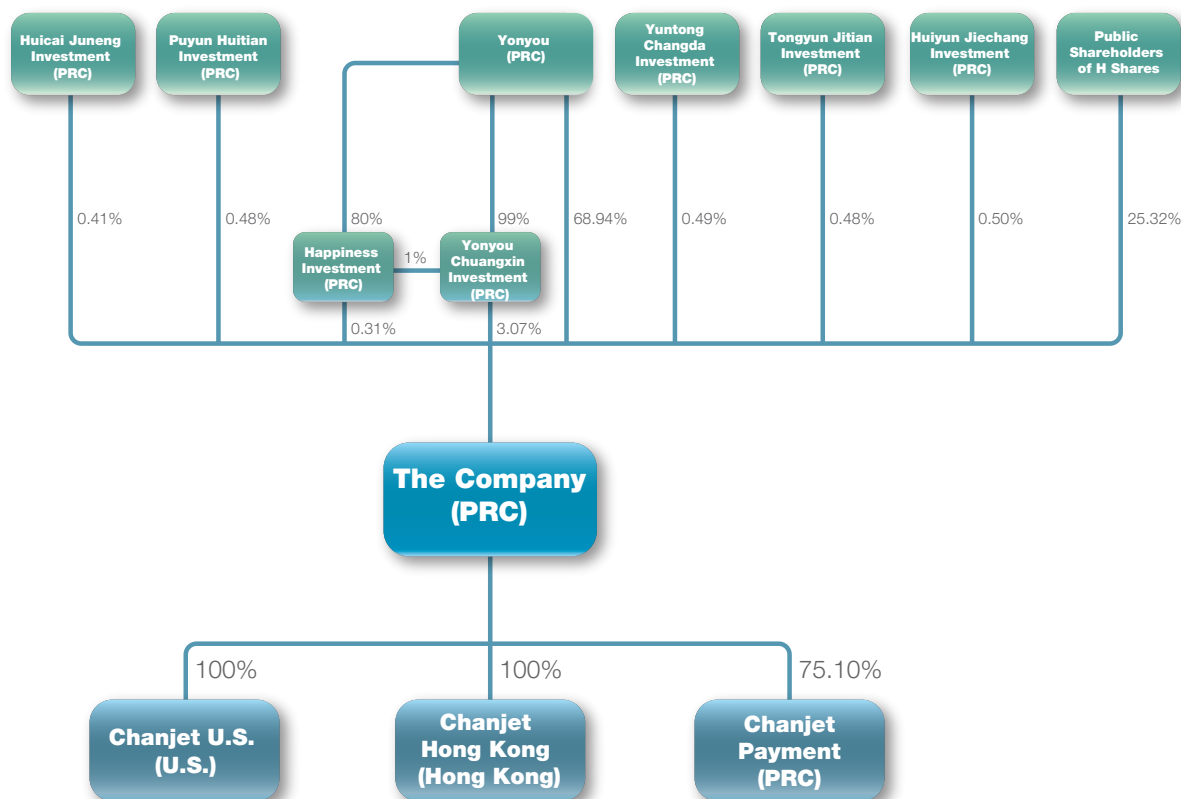 Huicai Juneng
Investment
(PRC)
Puyun Huitian
Investment
(PRC)
Yonyou
(PRC)
Yuntong
Changda
Investment
(PRC)
Tongyun Jitian
Investment
(PRC)
Huiyun Jiechang
Investment
(PRC)
Public
Shareholders
of H Shares
0.41%
0.48%
80%
99%
68.94%
0.49%
0.48%
0.50%
25.32%
Happiness
Investment
(PRC)
1%
Yonyou
Chuangxin
Investment
(PRC)
0.31%
3.07%
The Company
(PRC)
100%
100%
75.10%
Chanjet U.S.
(U.S.)
Chanjet
Hong Kong
(Hong Kong)
Chanjet
Payment
(PRC)